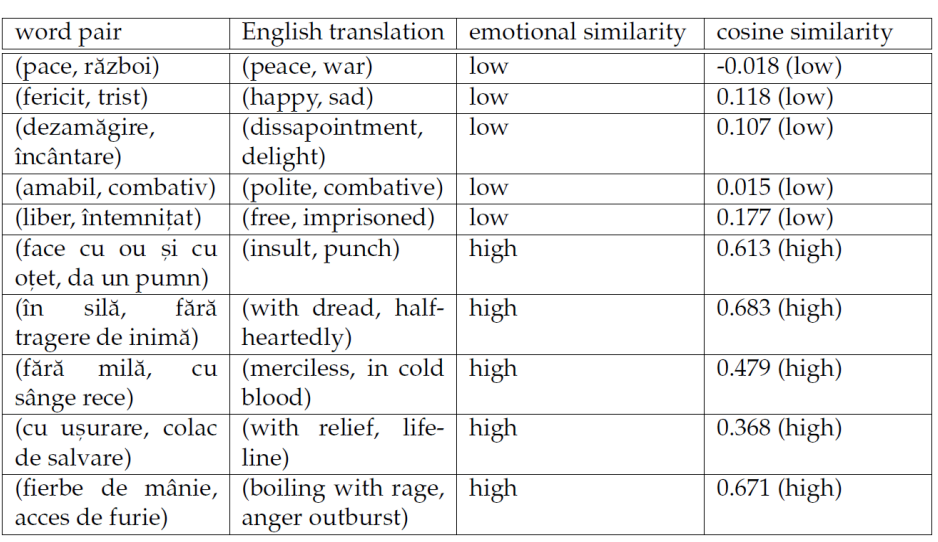 word pair English translation emotional similarity cosine similarity
(pace, război) (peace, war) low -0.018 (low)
(fericit, trist) (happy, sad) low 0.118 (low)
(dezamăgire, (dissapointment, low 0.107 (low)
încântare) delight)
(amabil, combativ) (polite, combative) low 0.015 (low)
(liber, întemnițat) (free, imprisoned) low 0.177 (low)
(face cu ou și cu (insult, punch) high 0.613 (high)
oțet, da un pumn)
(în silă, fără (with dread, half- high 0.683 (high)
tragere de inimă) heartedly)
(fără milă, cu (merciless, in cold high 0.479 (high)
sânge rece) blood)
(cu ușurare, colac (with relief, life- high 0.368 (high)
de salvare) line)
(fierbe de mânie, (boiling with rage, high 0.671 (high)
acces de furie) anger outburst)